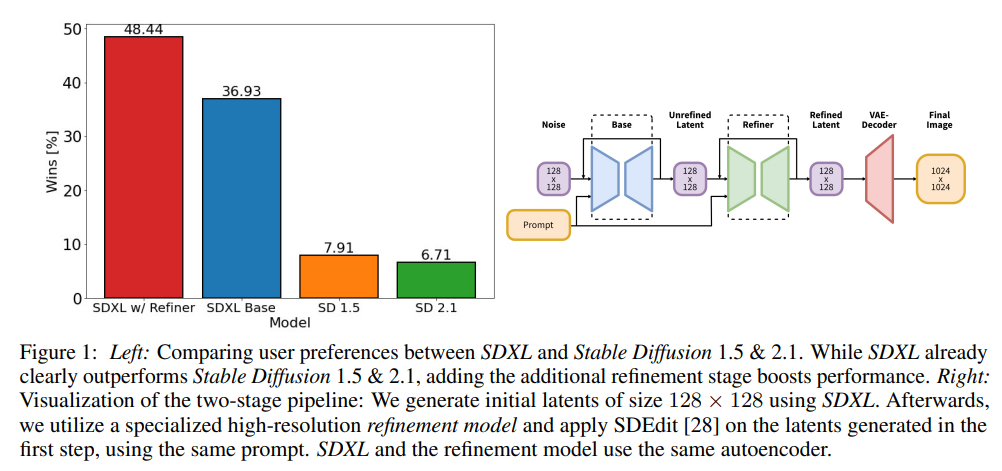 50
40
30
20
10
0
Wins [%]
48.44
36.93
7.91
6.71
SDXL w/ Refiner
SDXL Base
SD 1.5
SD 2.1
Model
Noise
Base
Unrefined
Latent
Refiner
Refined
Latent
VAE-
Decoder
Final
Image
128
x
128
128
x
128
128
x
128
1024
x
1024
Prompt
Figure 1: Left: Comparing user preferences between SDXL and Stable Diffusion 1.5 & 2.1. While SDXL already
clearly outperforms Stable Diffusion 1.5 & 2.1, adding the additional refinement stage boosts performance. Right:
Visualization of the two-stage pipeline: We generate initial latents of size 128 × 128 using SDXL. Afterwards,
we utilize a specialized high-resolution refinement model and apply SDEdit [28] on the latents generated in the
first step, using the same prompt. SDXL and the refinement model use the same autoencoder.